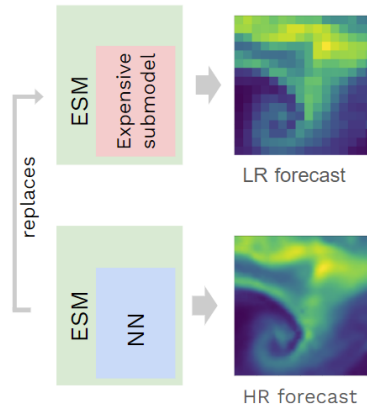 ESM
Expensive
submodel
LR forecast
replaces
ESM
NN
HR forecast